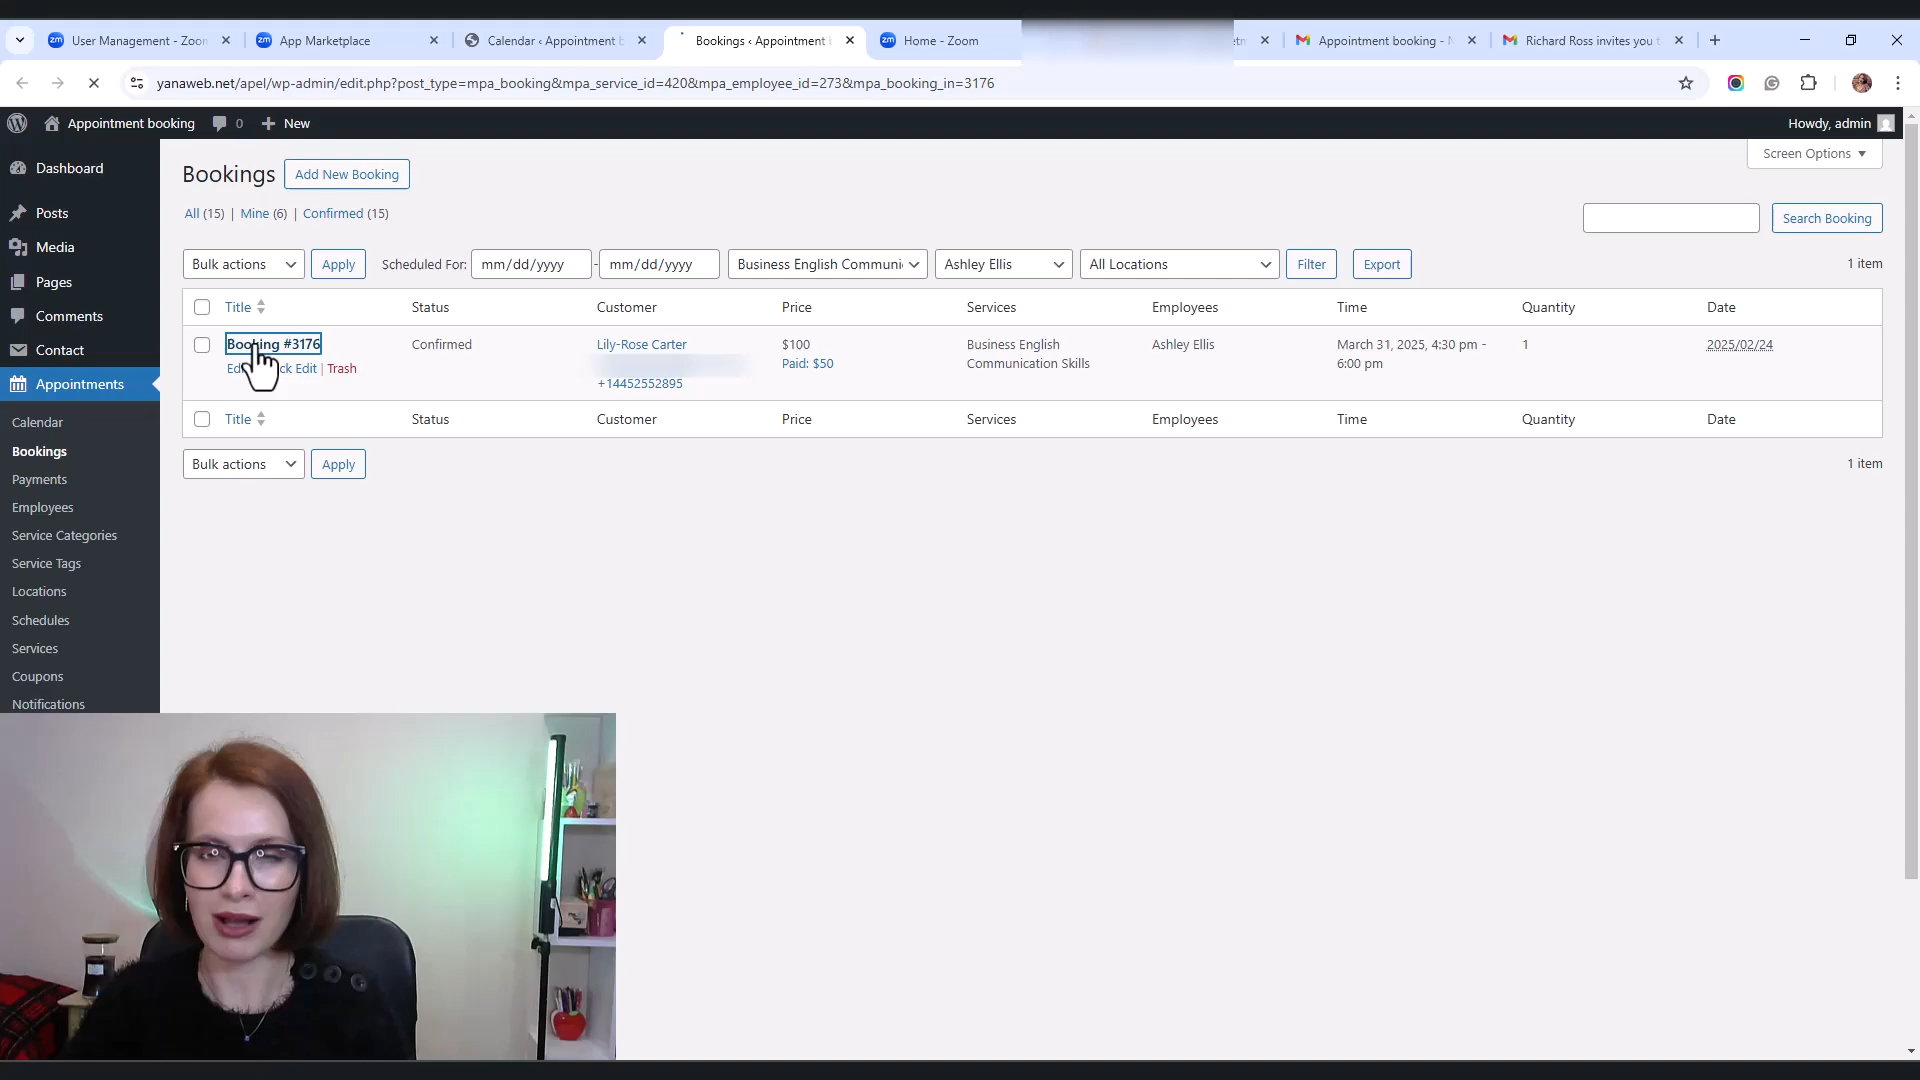 User Management - Zoom
App Marketplace
Calendar ‹ Appointment b
Bookings ‹ Appointment b
Home - Zoom
Appointment booking - N
Richard Ross invites you t
yanaweb.net/apel/wp-admin/edit.php?post_type=mpa_booking&mpa_service_id=420&mpa_employee_id=273&mpa_booking_in=3176
Appointment booking
0
New
Howdy, admin
Dashboard
Posts
Media
Pages
Comments
Contact
Appointments
Calendar
Bookings
Payments
Employees
Service Categories
Service Tags
Locations
Schedules
Services
Coupons
Notifications
Screen Options
Bookings
Add New Booking
All (15) | Mine (6) | Confirmed (15)
Search Booking
Bulk actions
Apply
Scheduled For:
mm/dd/yyyy
-
mm/dd/yyyy
Business English Communi
Ashley Ellis
All Locations
Filter
Export
1 item
Title Status Customer Price Services Employees Time Quantity Date
Booking #3176 Confirmed Lily-Rose Carter $100 Business English Ashley Ellis March 31, 2025, 4:30 pm - 1 2025/02/24
Edit | Trash Paid: $50 Communication Skills 6:00 pm
+14452552895
Title Status Customer Price Services Employees Time Quantity Date
Bulk actions
Apply
1 item